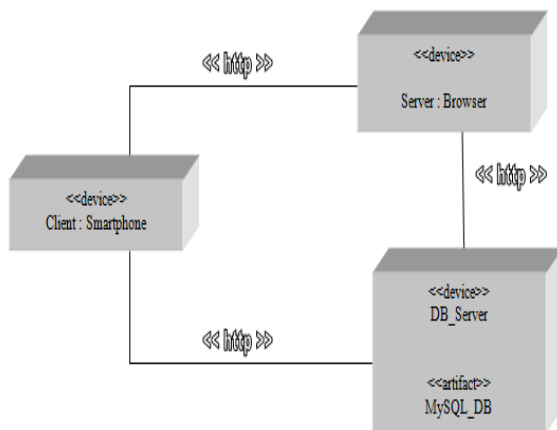 <<device>>
Server : Browser
<< http >>
<< http >>
<<device>>
Client : Smartphone
<<device>>
DB_Server
<<artifact>>
MySQL_DB
<< http >>